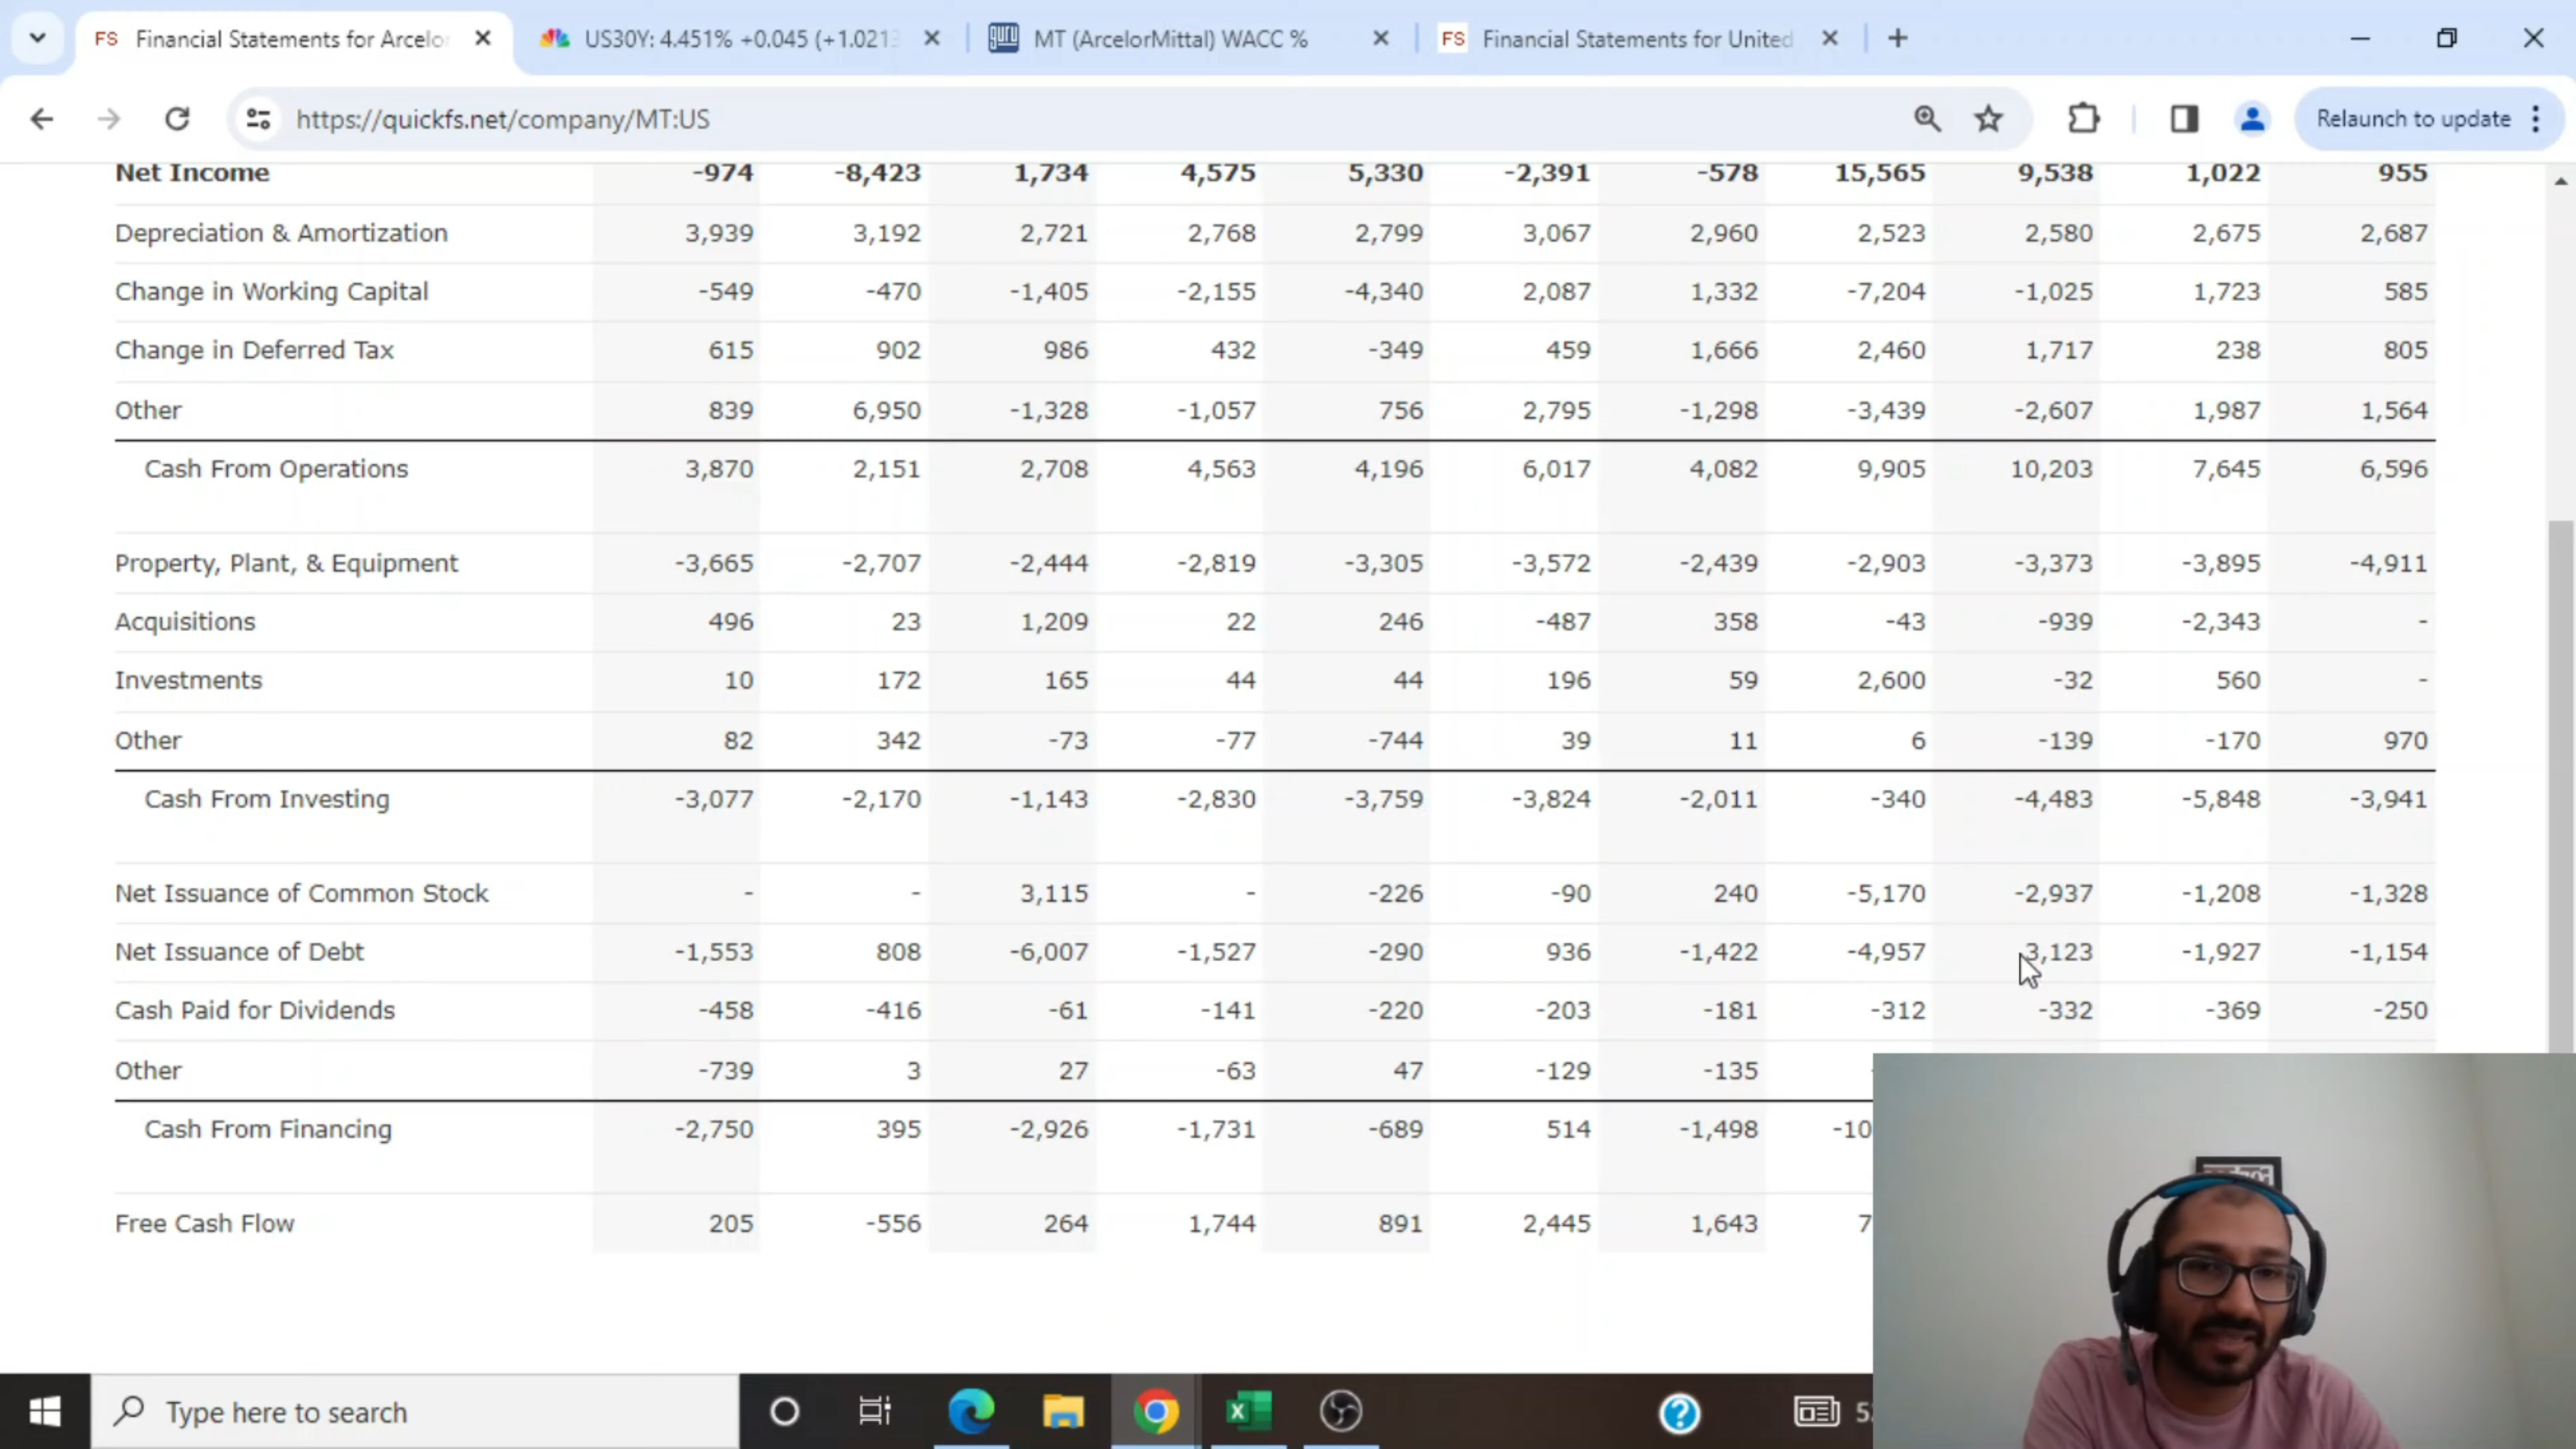 FS Financial Statements for Arcelor
US30Y: 4.451% +0.045 (+1.021
guru MT (ArcelorMittal) WACC %
FS Financial Statements for United
https://quickfs.net/company/MT:US
Relaunch to update
Net Income -974 -8,423 1,734 4,575 5,330 -2,391 -578 15,565 9,538 1,022 955
Depreciation & Amortization 3,939 3,192 2,721 2,768 2,799 3,067 2,960 2,523 2,580 2,675 2,687
Change in Working Capital -549 -470 -1,405 -2,155 -4,340 2,087 1,332 -7,204 -1,025 1,723 585
Change in Deferred Tax 615 902 986 432 -349 459 1,666 2,460 1,717 238 805
Other 839 6,950 -1,328 -1,057 756 2,795 -1,298 -3,439 -2,607 1,987 1,564
Cash From Operations 3,870 2,151 2,708 4,563 4,196 6,017 4,082 9,905 10,203 7,645 6,596
Property, Plant, & Equipment -3,665 -2,707 -2,444 -2,819 -3,305 -3,572 -2,439 -2,903 -3,373 -3,895 -4,911
Acquisitions 496 23 1,209 22 246 -487 358 -43 -939 -2,343 -
Investments 10 172 165 44 44 196 59 2,600 -32 560 -
Other 82 342 -73 -77 -744 39 11 6 -139 -170 970
Cash From Investing -3,077 -2,170 -1,143 -2,830 -3,759 -3,824 -2,011 -340 -4,483 -5,848 -3,941
Net Issuance of Common Stock - - 3,115 - -226 -90 240 -5,170 -2,937 -1,208 -1,328
Net Issuance of Debt -1,553 808 -6,007 -1,527 -290 936 -1,422 -4,957 3,123 -1,927 -1,154
Cash Paid for Dividends -458 -416 -61 -141 -220 -203 -181 -312 -332 -369 -250
Other -739 3 27 -63 47 -129 -135
Cash From Financing -2,750 395 -2,926 -1,731 -689 514 -1,498 -10
Free Cash Flow 205 -556 264 1,744 891 2,445 1,643 7
Type here to search